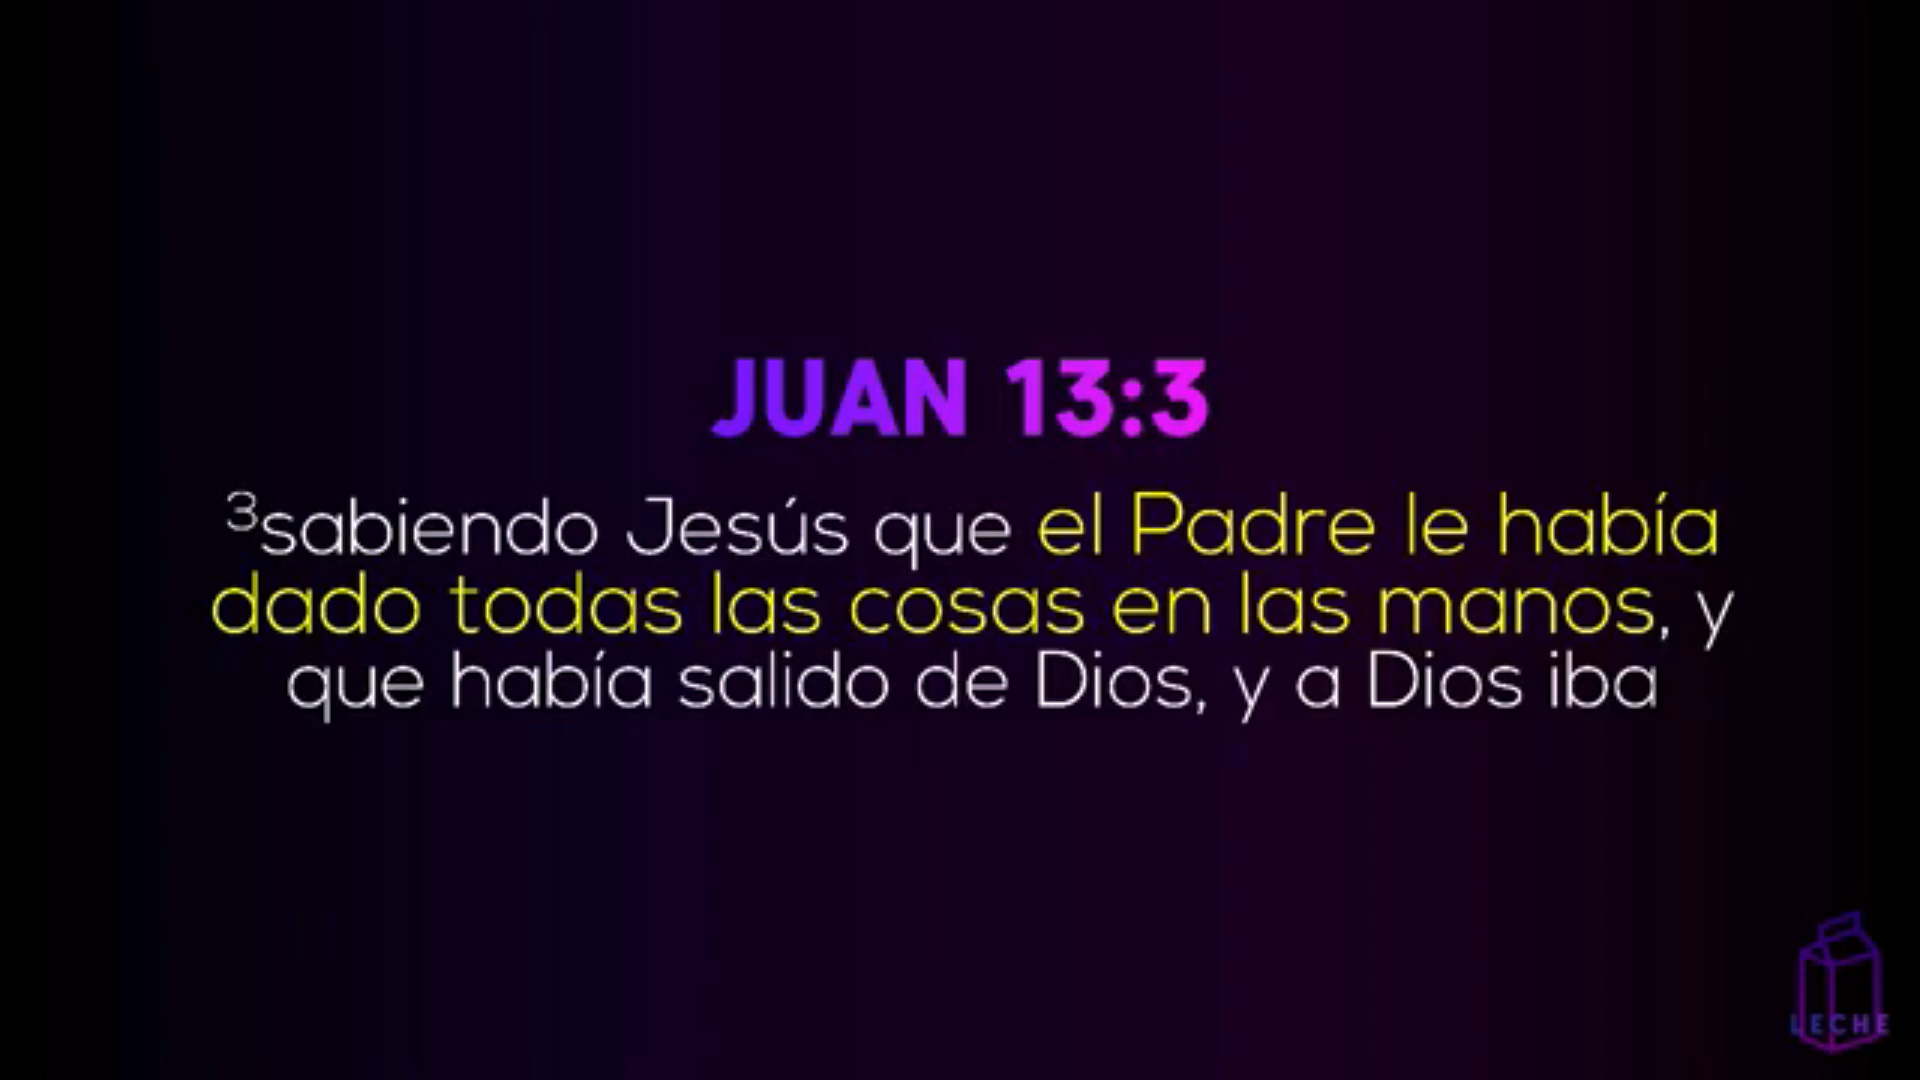 JUAN 13:3
³sabiendo Jesús que el Padre le había
dado todas las cosas en las manos, y
que había salido de Dios, y a Dios iba
LECHE